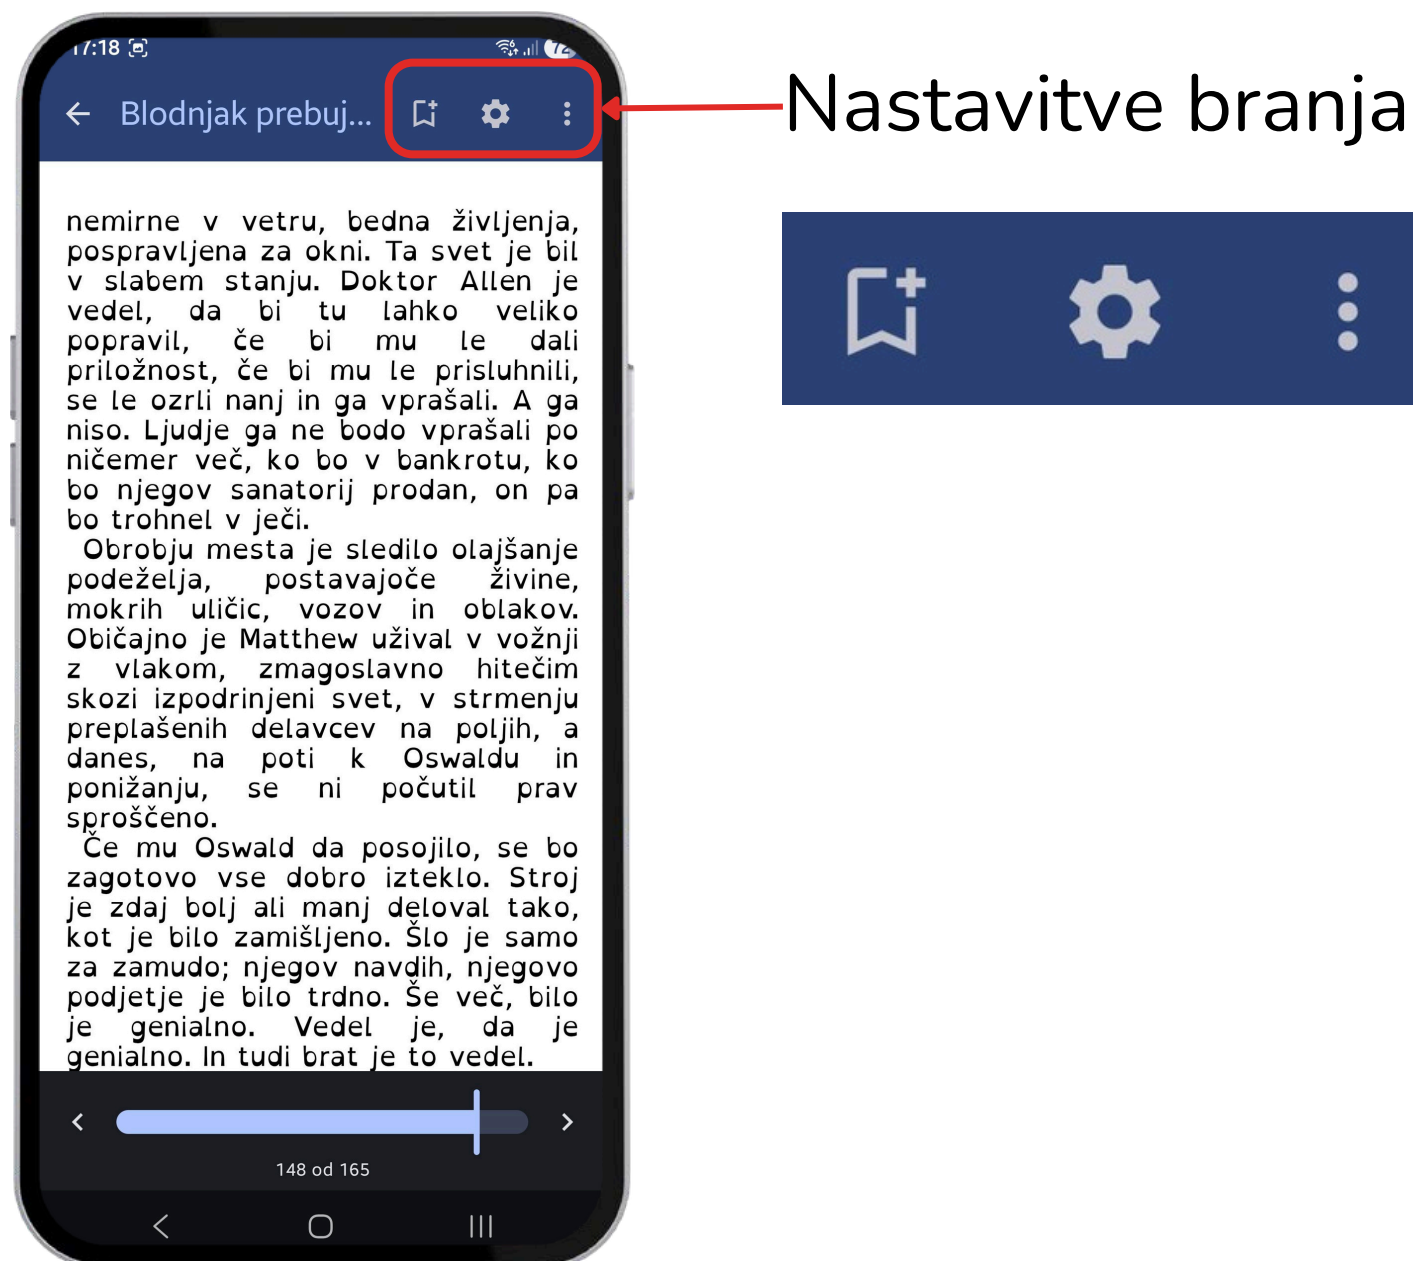 17:18
72
Blodnjak prebuj...
Nastavitve branja
nemirne v vetru, bedna življenja,
pospravljena za okni. Ta svet je bil
v slabem stanju. Doktor Allen je
vedel, da bi tu lahko veliko
popravil, če bi mu le dali
priložnost, če bi mu le prisluhnili,
se le ozrli nanj in ga vprašali. A ga
niso. Ljudje ga ne bodo vprašali po
ničemer več, ko bo v bankrotu, ko
bo njegov sanatorij prodan, on pa
bo trohnel v ječi.
Obrobju mesta je sledilo olajšanje
podeželja, postavajoče živine,
mokrih uličic, vozov in oblakov.
Običajno je Matthew užival v vožnji
z vlakom, zmagoslavno hitečim
skozi izpodrinjeni svet, v strmenju
preplašenih delavcev na poljih, a
danes, na poti k Oswaldu in
ponižanju, se ni počutil prav
sproščeno.
Če mu Oswald da posojilo, se bo
zagotovo vse dobro izteklo. Stroj
je zdaj bolj ali manj deloval tako,
kot je bilo zamišljeno. Šlo je samo
za zamudo; njegov navdih, njegovo
podjetje je bilo trdno. Še več, bilo
je genialno. Vedel je, da je
genialno. In tudi brat je to vedel.
148 od 165